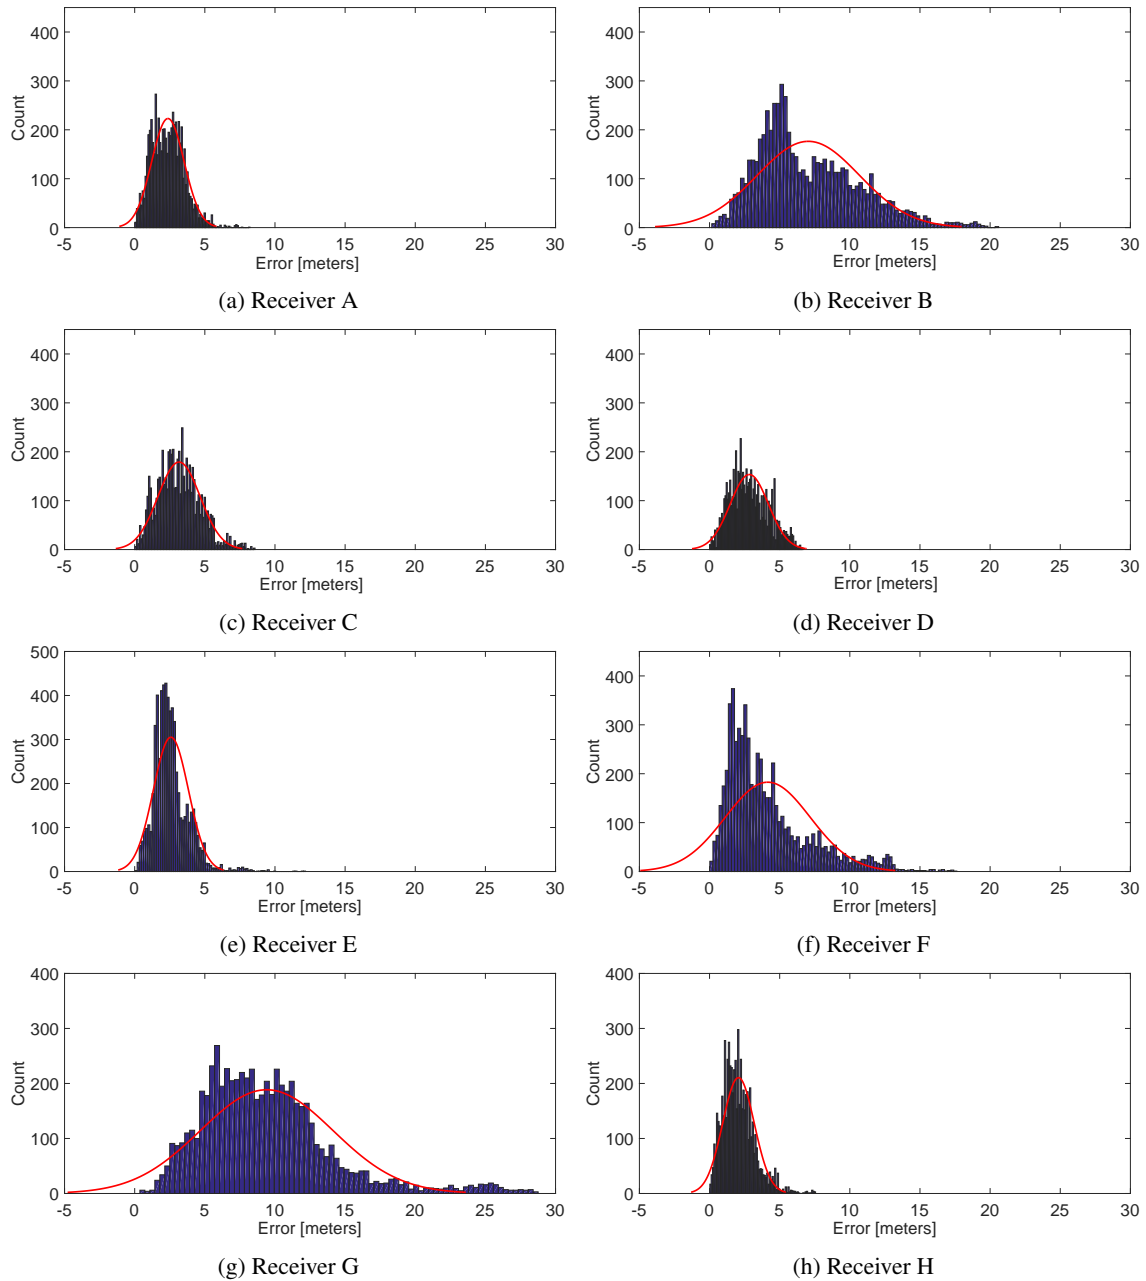 400
300
200
100
0
Count
-5 0 5 10 15 20 25 30
Error [meters]
(a) Receiver A
400
300
200
100
0
Count
-5 0 5 10 15 20 25 30
Error [meters]
(b) Receiver B
400
300
200
100
0
Count
-5 0 5 10 15 20 25 30
Error [meters]
(c) Receiver C
400
300
200
100
0
Count
-5 0 5 10 15 20 25 30
Error [meters]
(d) Receiver D
500
400
300
200
100
0
Count
-5 0 5 10 15 20 25 30
Error [meters]
(e) Receiver E
400
300
200
100
0
Count
-5 0 5 10 15 20 25 30
Error [meters]
(f) Receiver F
400
300
200
100
0
Count
-5 0 5 10 15 20 25 30
Error [meters]
(g) Receiver G
400
300
200
100
0
Count
-5 0 5 10 15 20 25 30
Error [meters]
(h) Receiver H